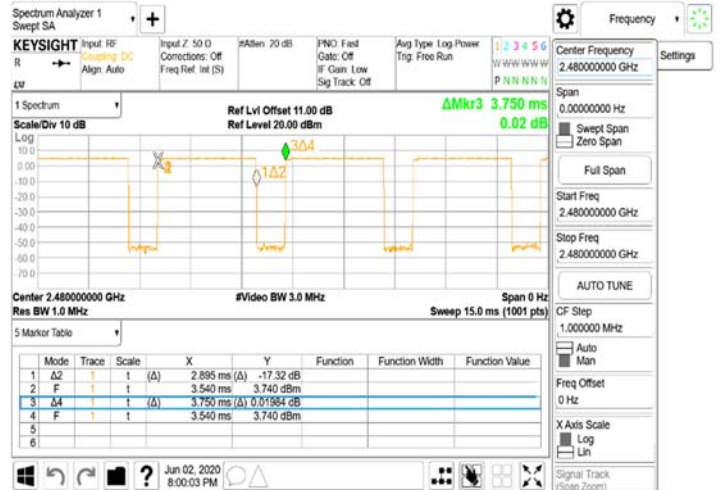 Spectrum Analyzer 1
Swept SA
+
Frequency
KEYSIGHT
R
LXI
Input: RF
Coupling: DC
Align: Auto
Input Z: 50 Ω
Corrections: Off
Freq Ref: Int (S)
#Atten: 20 dB
PNO: Fast
Gate: Off
IF Gain: Low
Sig Track: Off
Avg Type: Log-Power
Trig: Free Run
1 2 3 4 5 6
W W W W W W
P N N N N N
Center Frequency
2.480000000 GHz
Settings
Span
0.00000000 Hz
Swept Span
Zero Span
Full Span
Start Freq
2.480000000 GHz
Stop Freq
2.480000000 GHz
AUTO TUNE
CF Step
1.000000 MHz
Auto
Man
Freq Offset
0 Hz
X Axis Scale
Log
Lin
Signal Track
(Span Zoom)
1 Spectrum
Scale/Div 10 dB
Ref Lvl Offset 11.00 dB
Ref Level 20.00 dBm
ΔMkr3 3.750 ms
0.02 dB
Log
10.0
0.00
-10.0
-20.0
-30.0
-40.0
-50.0
-60.0
-70.0
3Δ4
1Δ2
Center 2.480000000 GHz
Res BW 1.0 MHz
#Video BW 3.0 MHz
Span 0 Hz
Sweep 15.0 ms (1001 pts)
5 Marker Table
Mode Trace Scale X Y Function Function Width Function Value
1 Δ2 1 t (Δ) 2.895 ms (Δ) -17.32 dB
2 F 1 t 3.540 ms 3.740 dBm
3 Δ4 1 t (Δ) 3.750 ms (Δ) 0.01984 dB
4 F 1 t 3.540 ms 3.740 dBm
5
6
?
Jun 02, 2020
8:00:03 PM